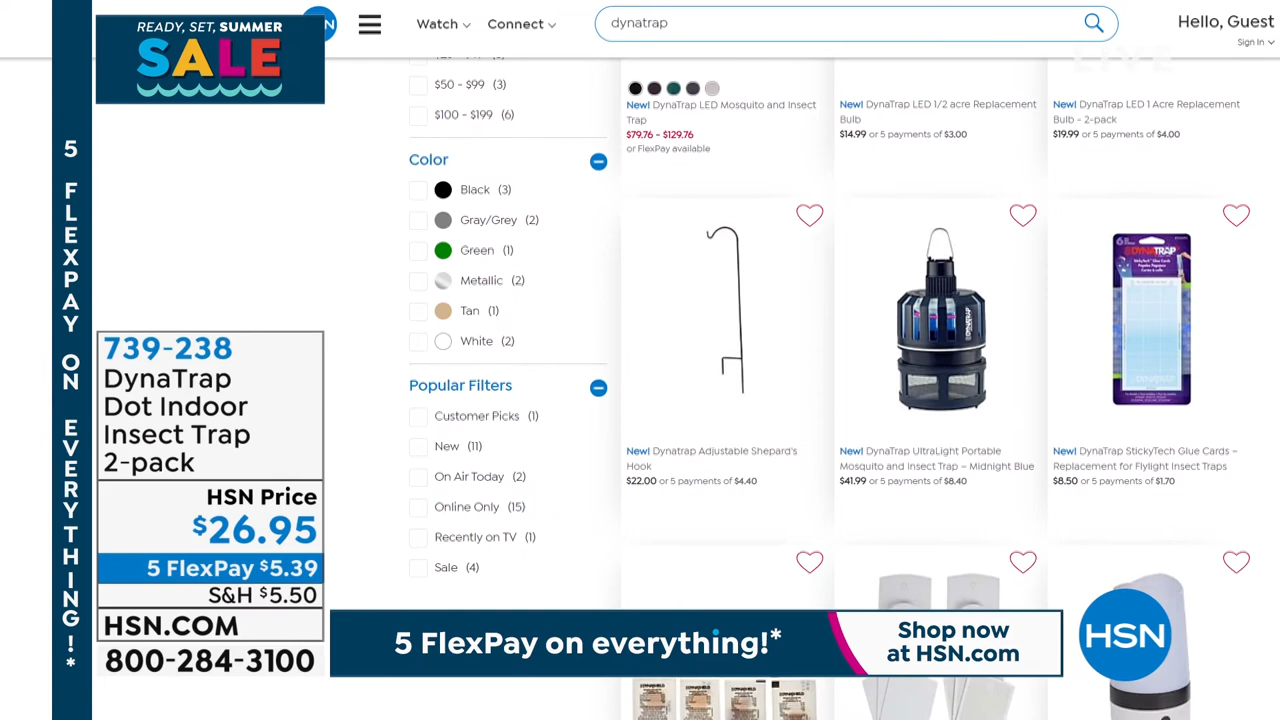 READY, SET, SUMMER
SALE
5 FLEXPAY ON EVERYTHING!*
739-238
DynaTrap
Dot Indoor
Insect Trap
2-pack
HSN Price
$26.95
5 FlexPay $5.39
S&H $5.50
HSN.COM
800-284-3100
Watch
Connect
dynatrap
Hello, Guest
Sign In
LIVE
$50 - $99 (3)
$100 - $199 (6)
Color
Black (3)
Gray/Grey (2)
Green (1)
Metallic (2)
Tan (1)
White (2)
Popular Filters
Customer Picks (1)
New (11)
On Air Today (2)
Online Only (15)
Recently on TV (1)
Sale (4)
New! DynaTrap LED Mosquito and Insect
Trap
$79.76 - $129.76
or FlexPay available
New! DynaTrap LED 1/2 acre Replacement
Bulb
$14.99 or 5 payments of $3.00
New! DynaTrap LED 1 Acre Replacement
Bulb - 2-pack
$19.99 or 5 payments of $4.00
DYNATRAP
New! Dynatrap Adjustable Shepard's
Hook
$22.00 or 5 payments of $4.40
New! DynaTrap UltraLight Portable
Mosquito and Insect Trap – Midnight Blue
$41.99 or 5 payments of $8.40
New! DynaTrap StickyTech Glue Cards –
Replacement for Flylight Insect Traps
$8.50 or 5 payments of $1.70
5 FlexPay on everything!*
Shop now
at HSN.com
HSN